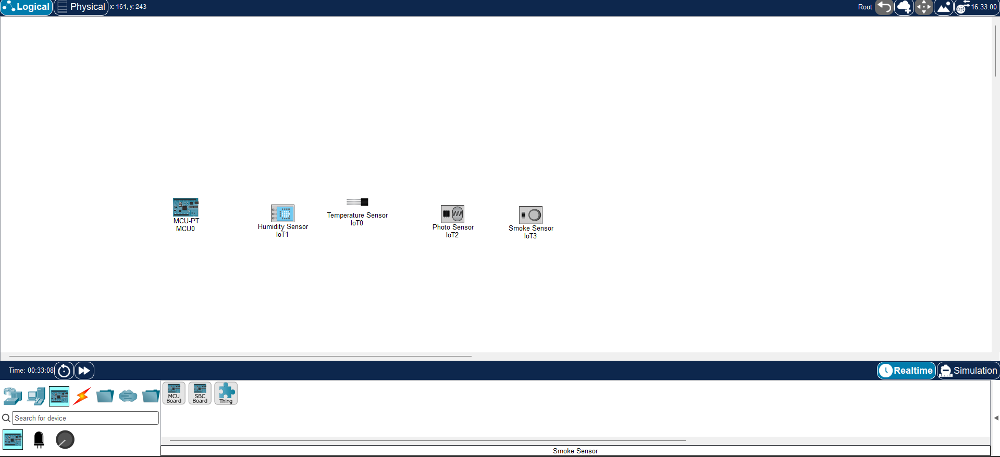 Logical Physical x: 161, y: 243 Root 16:33:00
MCU-PT
MCU0
Humidity Sensor
IoT1
Temperature Sensor
IoT0
Photo Sensor
IoT2
Smoke Sensor
IoT3
Time: 00:33:08 Realtime Simulation
MCU
Board
SBC
Board
Thing
Search for device
Smoke Sensor